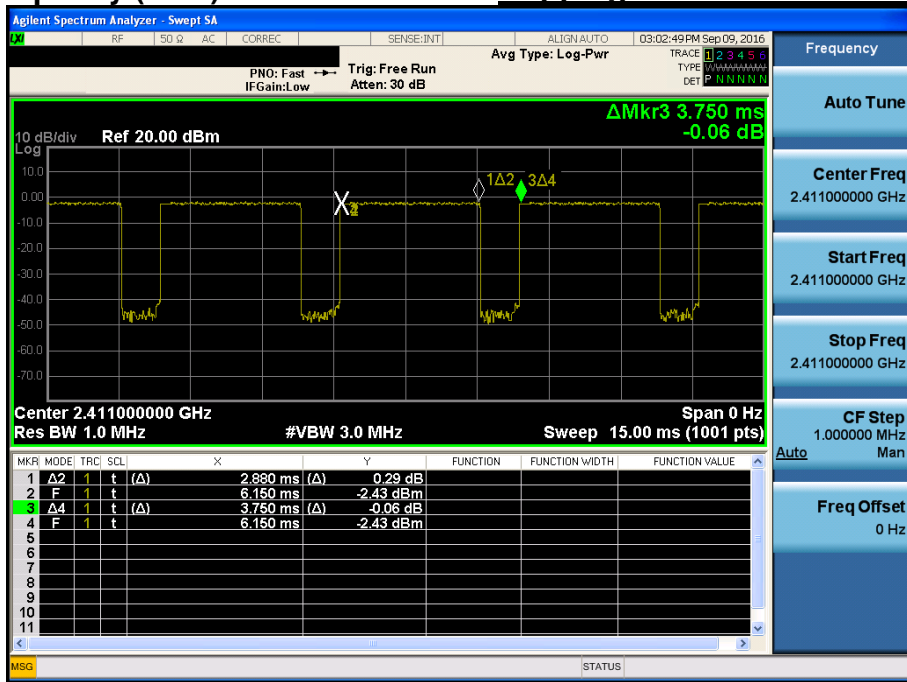 Agilent Spectrum Analyzer - Swept SA
LXI RF 50 Ω AC CORREC SENSE:INT ALIGN AUTO 03:02:49 PM Sep 09, 2016
Avg Type: Log-Pwr TRACE 1 2 3 4 5 6
PNO: Fast Trig: Free Run TYPE WWWWWW
IFGain:Low Atten: 30 dB DET P N N N N N
ΔMkr3 3.750 ms
-0.06 dB
10 dB/div Ref 20.00 dBm
Log
10.0
0.00
-10.0
-20.0
-30.0
-40.0
-50.0
-60.0
-70.0
1Δ2 3Δ4
Center 2.411000000 GHz Span 0 Hz
Res BW 1.0 MHz #VBW 3.0 MHz Sweep 15.00 ms (1001 pts)
MKR MODE TRC SCL X Y FUNCTION FUNCTION WIDTH FUNCTION VALUE
1 Δ2 1 t (Δ) 2.880 ms (Δ) 0.29 dB
2 F 1 t 6.150 ms -2.43 dBm
3 Δ4 1 t (Δ) 3.750 ms (Δ) -0.06 dB
4 F 1 t 6.150 ms -2.43 dBm
5
6
7
8
9
10
11
MSG STATUS
Frequency
Auto Tune
Center Freq
2.411000000 GHz
Start Freq
2.411000000 GHz
Stop Freq
2.411000000 GHz
CF Step
1.000000 MHz
Auto Man
Freq Offset
0 Hz